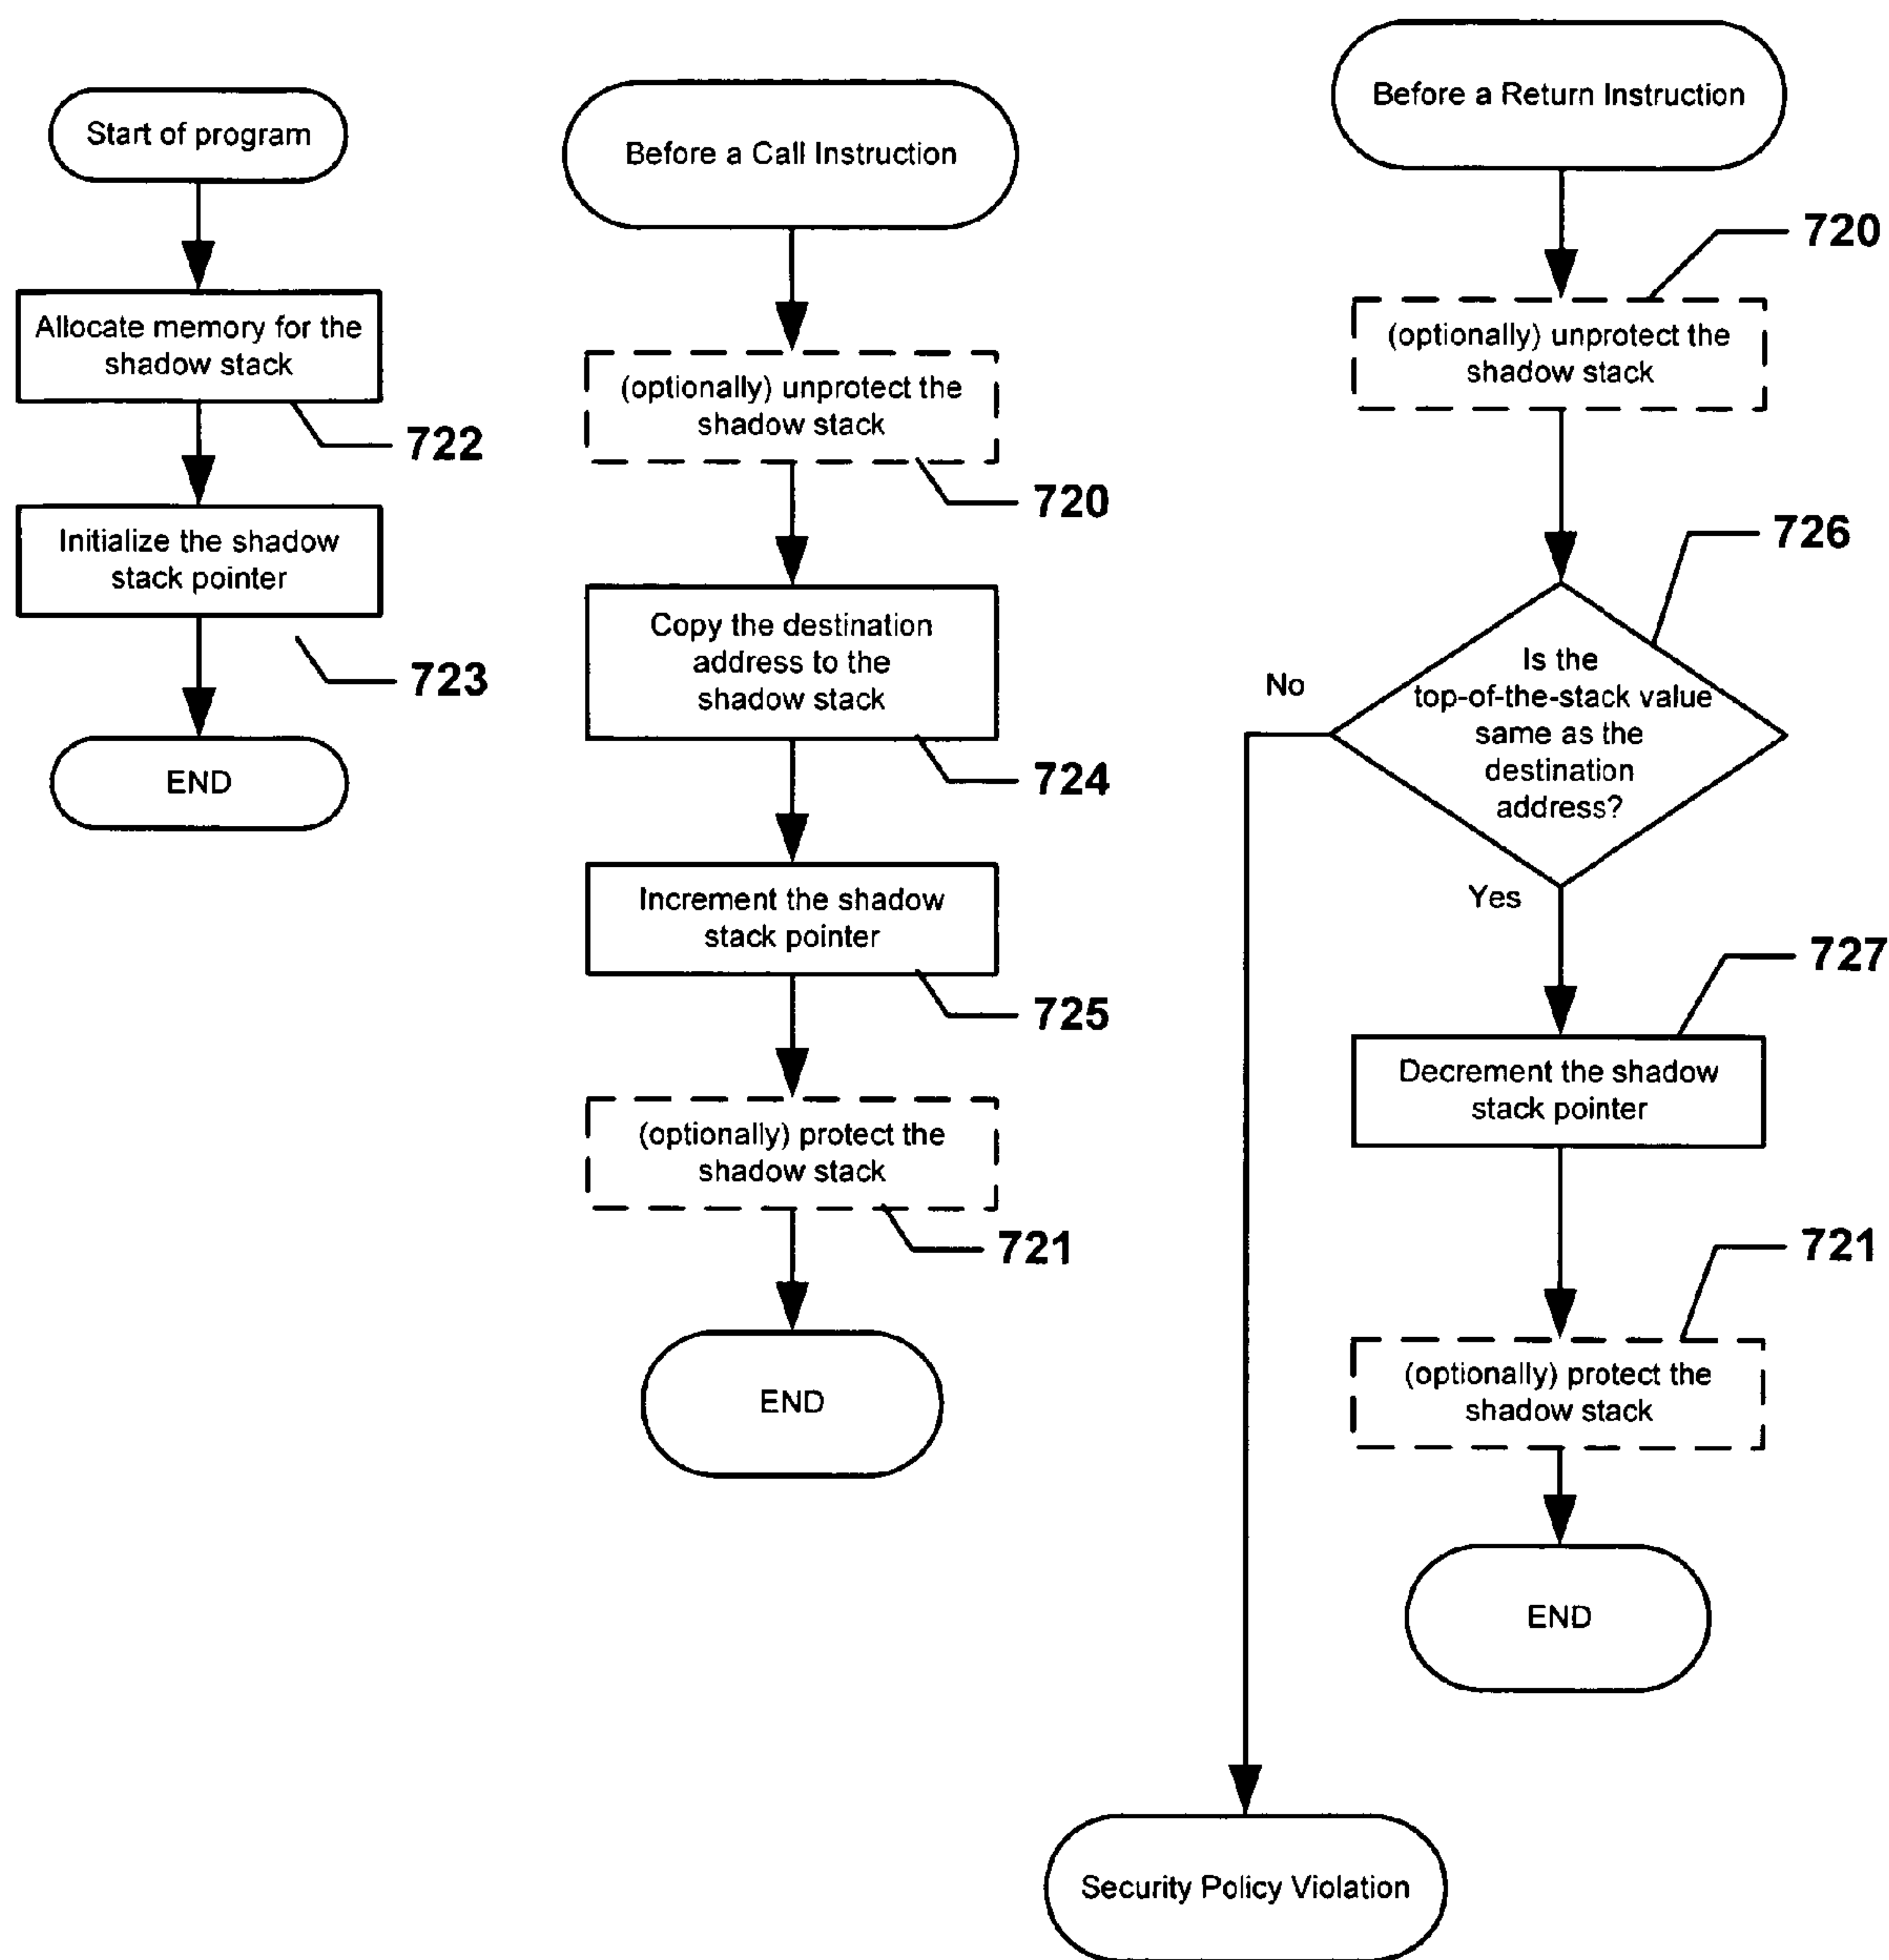 Start of program
Allocate memory for the
shadow stack
722
Initialize the shadow
stack pointer
723
END
Before a Call Instruction
(optionally) unprotect the
shadow stack
720
Copy the destination
address to the
shadow stack
724
Increment the shadow
stack pointer
725
(optionally) protect the
shadow stack
721
END
Before a Return Instruction
720
(optionally) unprotect the
shadow stack
726
Is the
top-of-the-stack value
same as the
destination
address?
No
Yes
727
Decrement the shadow
stack pointer
721
(optionally) protect the
shadow stack
END
Security Policy Violation